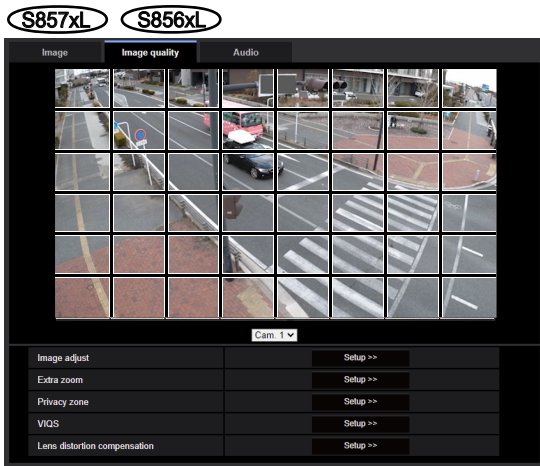 S857xL S856xL
Image Image quality Audio
Cam. 1
Image adjust Setup >>
Extra zoom Setup >>
Privacy zone Setup >>
VIQS Setup >>
Lens distortion compensation Setup >>